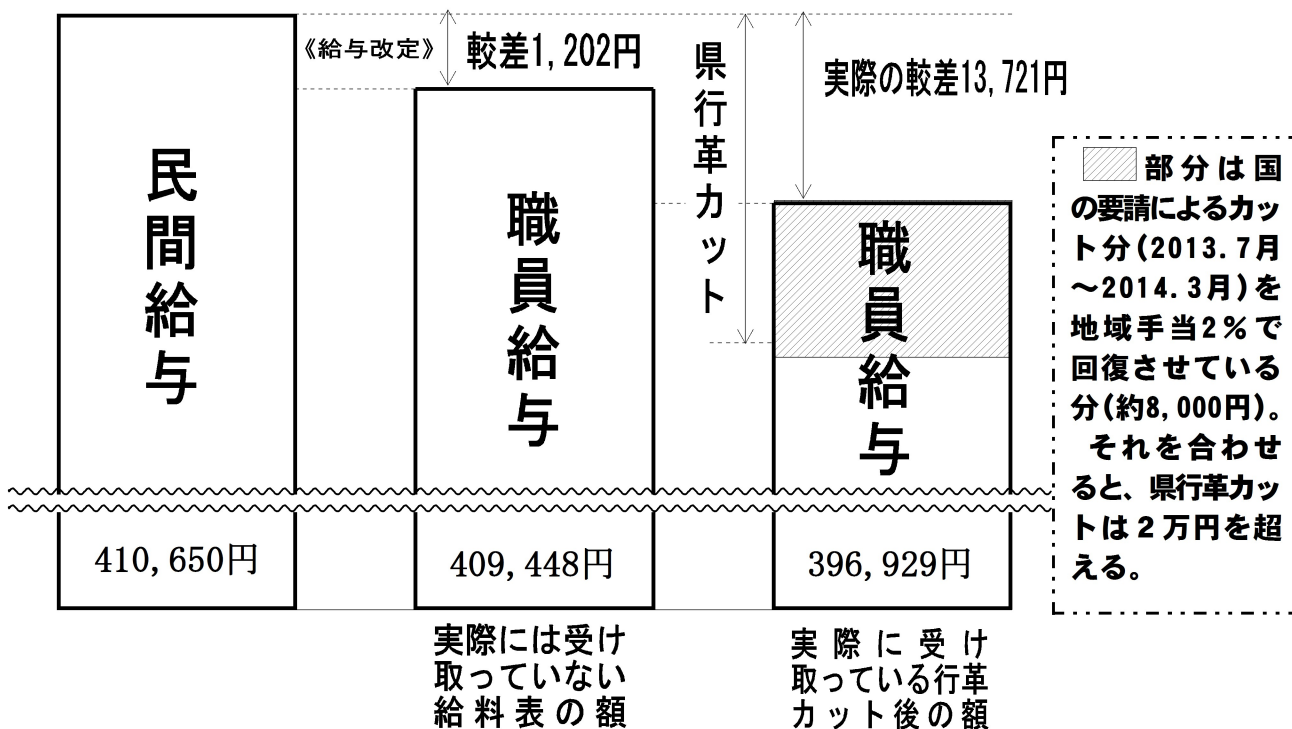 《給与改定》
較差1,202円
県行革カット
実際の較差13,721円
民間給与
職員給与
職員給与
410,650円
409,448円
396,929円
実際には受け
取っていない
給料表の額
実際に受け
取っている行革
カット後の額
部分は国
の要請によるカッ
ト分(2013.7月
～2014.3月)を
地域手当2％で
回復させている
分(約8,000円)。
それを合わせ
ると、県行革カッ
トは2万円を超
える。